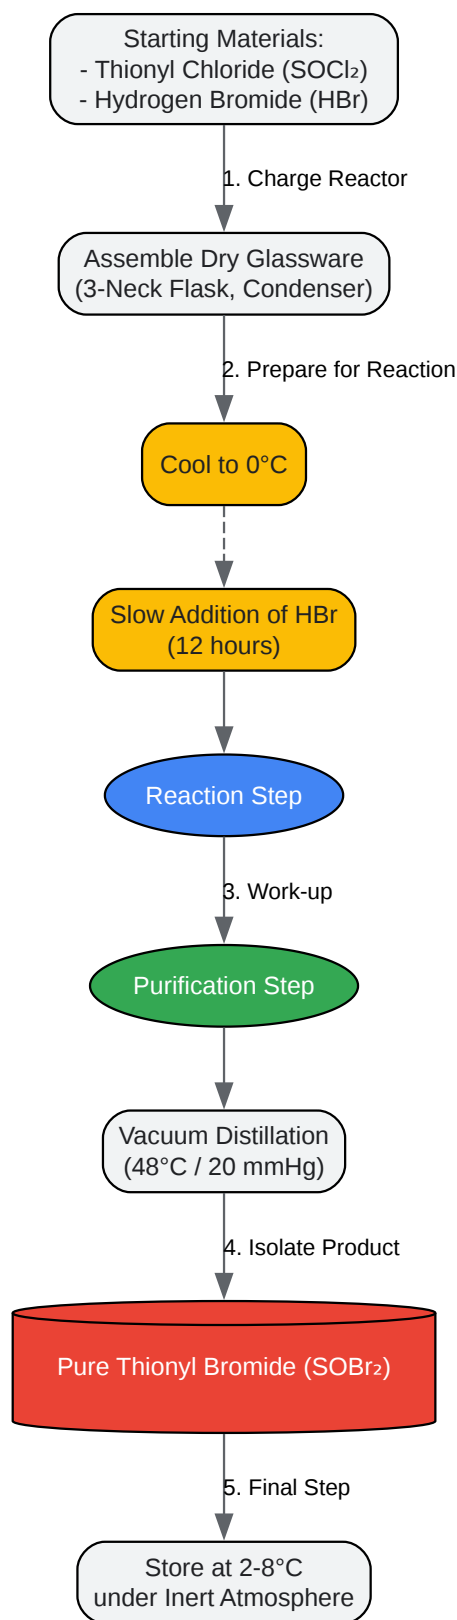 Starting Materials:
- Thionyl Chloride (SOCl₂)
- Hydrogen Bromide (HBr)
1. Charge Reactor
Assemble Dry Glassware
(3-Neck Flask, Condenser)
2. Prepare for Reaction
Cool to 0°C
Slow Addition of HBr
(12 hours)
Reaction Step
3. Work-up
Purification Step
Vacuum Distillation
(48°C / 20 mmHg)
4. Isolate Product
Pure Thionyl Bromide (SOBr₂)
5. Final Step
Store at 2-8°C
under Inert Atmosphere